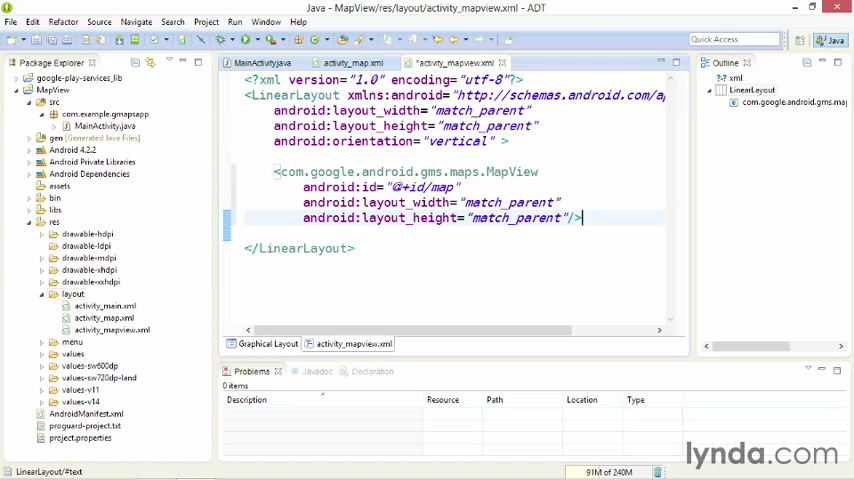 Java - MapView/res/layout/activity_mapview.xml - ADT
File Edit Refactor Source Navigate Search Project Run Window Help
Quick Access
Java
Package Explorer
MainActivity.java
activity_map.xml
*activity_mapview.xml
Outline
google-play-services_lib
MapView
src
com.example.gmapsapp
MainActivity.java
gen [Generated Java Files]
Android 4.2.2
Android Private Libraries
Android Dependencies
assets
bin
libs
res
drawable-hdpi
drawable-ldpi
drawable-mdpi
drawable-xhdpi
drawable-xxhdpi
layout
activity_main.xml
activity_map.xml
activity_mapview.xml
menu
values
values-sw600dp
values-sw720dp-land
values-v11
values-v14
AndroidManifest.xml
proguard-project.txt
project.properties
<?xml version="1.0" encoding="utf-8"?>
<LinearLayout xmlns:android="http://schemas.android.com/ap
android:layout_width="match_parent"
android:layout_height="match_parent"
android:orientation="vertical" >
<com.google.android.gms.maps.MapView
android:id="@+id/map"
android:layout_width="match_parent"
android:layout_height="match_parent"/>
</LinearLayout>
Graphical Layout
activity_mapview.xml
xml
LinearLayout
com.google.android.gms.ma
Problems
Javadoc
Declaration
0 items
Description Resource Path Location Type
LinearLayout/#text
91M of 240M
lynda.com